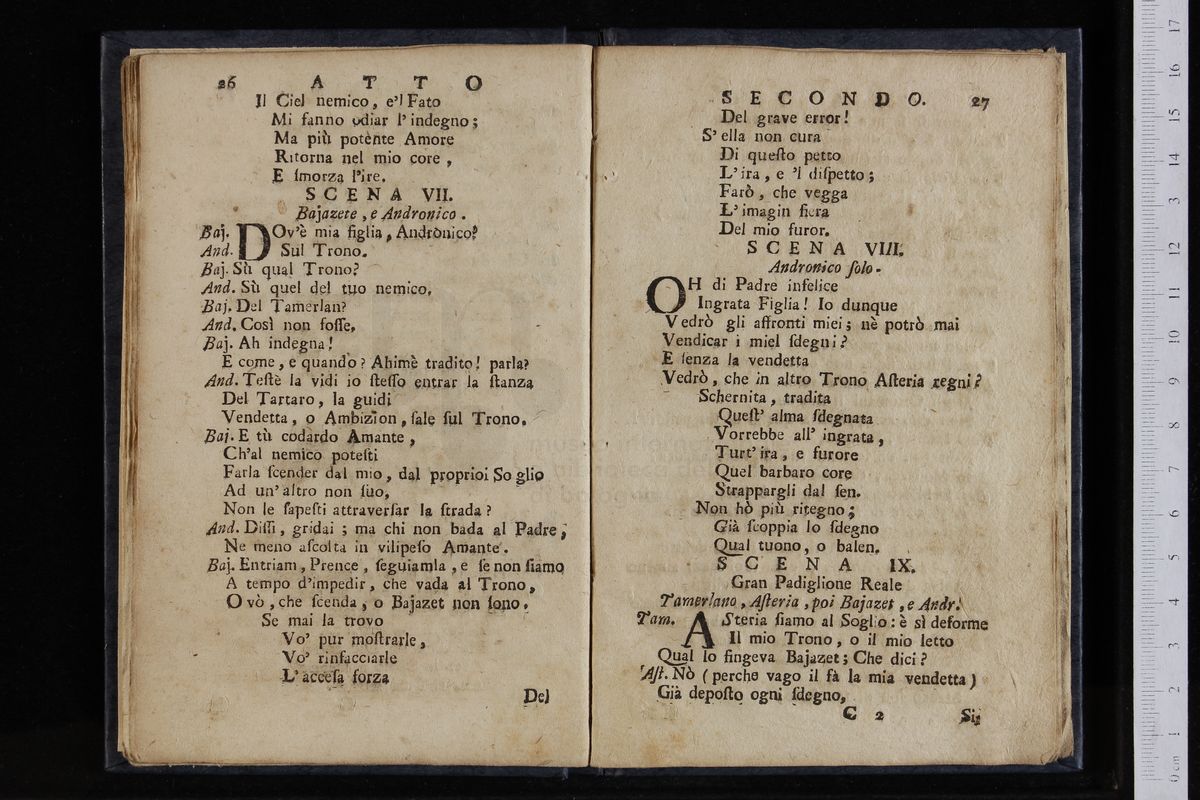 26 A T T O
Il Ciel nemico, e'l Fato
Mi fanno odiar l' indegno;
Ma più potènte Amore
Ritorna nel mio core,
E ſmorza l'ire.
SCENA VII.
Bajazete, e Andronico.
Baj. DOv'è mia figlia, Andronico?
And. Sul Trono.
Baj. Sù qual Trono?
And. Sù quel del tuo nemico.
Baj. Del Tamerlan?
And. Così non foſſe,
Baj. Ah indegna!
E come, e quando? Ahimè tradito! parla?
And. Teſtè la vidi io ſteſſo entrar la ſtanza
Del Tartaro, la guidi
Vendetta, o Ambizion, ſale ſul Trono.
Baj. E tù codardo Amante,
Ch'al nemico poteſti
Farla ſcender dal mio, dal proprioi So glio
Ad un'altro non ſuo,
Non le ſapeſti attraverſar la ſtrada?
And. Diſſi, gridai; ma chi non bada al Padre;
Ne meno aſcolta in vilipeſo Amante.
Baj. Entriam, Prence, ſeguiamla, e ſe non ſiamo
A tempo d'impedir, che vada al Trono,
O vò, che ſcenda, o Bajazet non ſono.
Se mai la trovo
Vo' pur moſtrarle,
Vo' rinfacciarle
L' acceſa forza
Del
SECONDO. 27
Del grave error!
S' ella non cura
Di queſto petto
L'ira, e 'l diſpetto;
Farò, che vegga
L' imagin fiera
Del mio furor.
SCENA VIII.
Andronico ſolo.
OH di Padre infelice
Ingrata Figlia! Io dunque
Vedrò gli affronti miei; nè potrò mai
Vendicar i miel ſdegni?
E ſenza la vendetta
Vedrò, che in altro Trono Aſteria regni?
Schernita, tradita
Queſt' alma ſdegnata
Vorrebbe all' ingrata,
Turt' ira, e furore
Quel barbaro core
Strappargli dal ſen.
Non hò più ritegno;
Già ſcoppia lo ſdegno
Qual tuono, o balen.
SCENA IX.
Gran Padiglione Reale
Tamerlano, Aſteria, poi Bajazet, e Andr.
Tam. ASteria ſiamo al Soglio: è sì deforme
Il mio Trono, o il mio letto
Qual lo fingeva Bajazet; Che dici?
Aſt. Nò (perche vago il fà la mia vendetta)
Già depoſto ogni ſdegno,
C 2 Sie